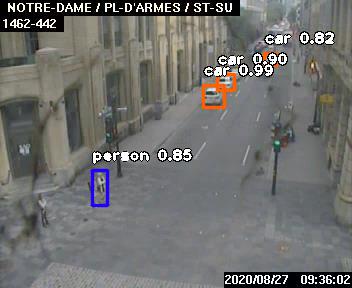 NOTRE-DAME / PL-D'ARMES / ST-SU
1462-442
car 0.82
car 0.90
car 0.99
person 0.85
2020/08/27 09:36:02